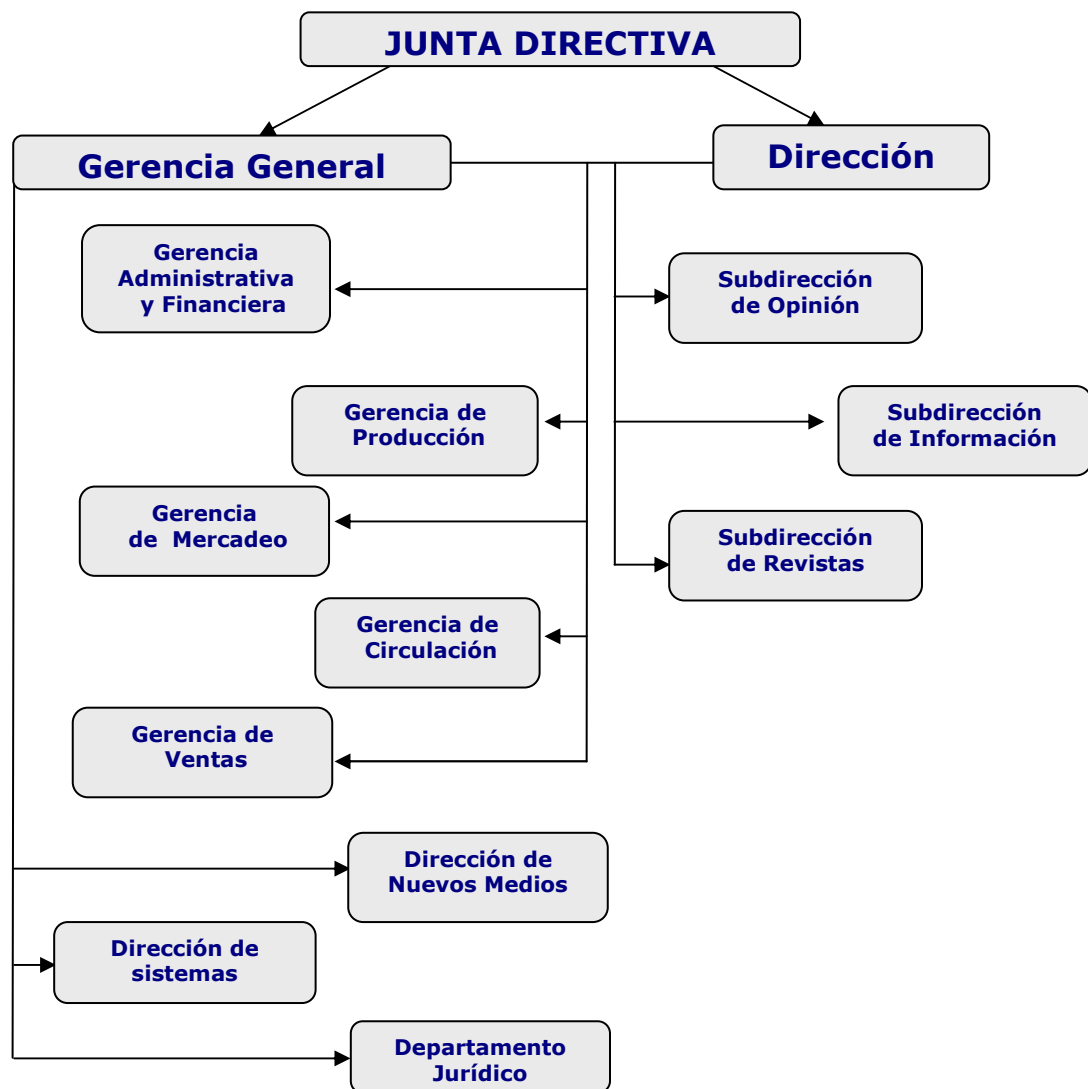 JUNTA DIRECTIVA
Gerencia General
Dirección
Gerencia
Administrativa
y Financiera
Subdirección
de Opinión
Gerencia de
Producción
Subdirección
de Información
Gerencia
de  Mercadeo
Subdirección
de Revistas
Gerencia de
Circulación
Gerencia de
Ventas
Dirección de
Nuevos Medios
Dirección de
sistemas
Departamento
Jurídico